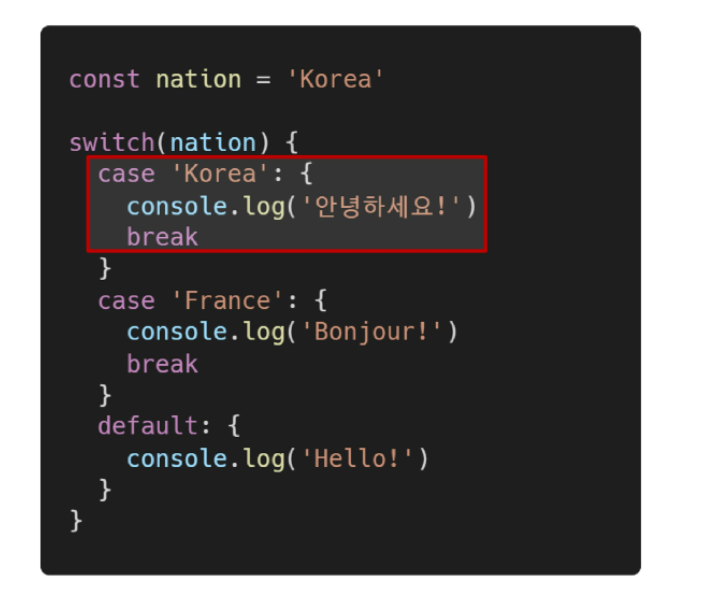 const nation = 'Korea'
switch(nation) {
case 'Korea': {
console.log('안녕하세요!')
break
}
case 'France': {
console.log('Bonjour!')
break
}
default: {
console.log('Hello!')
}
}